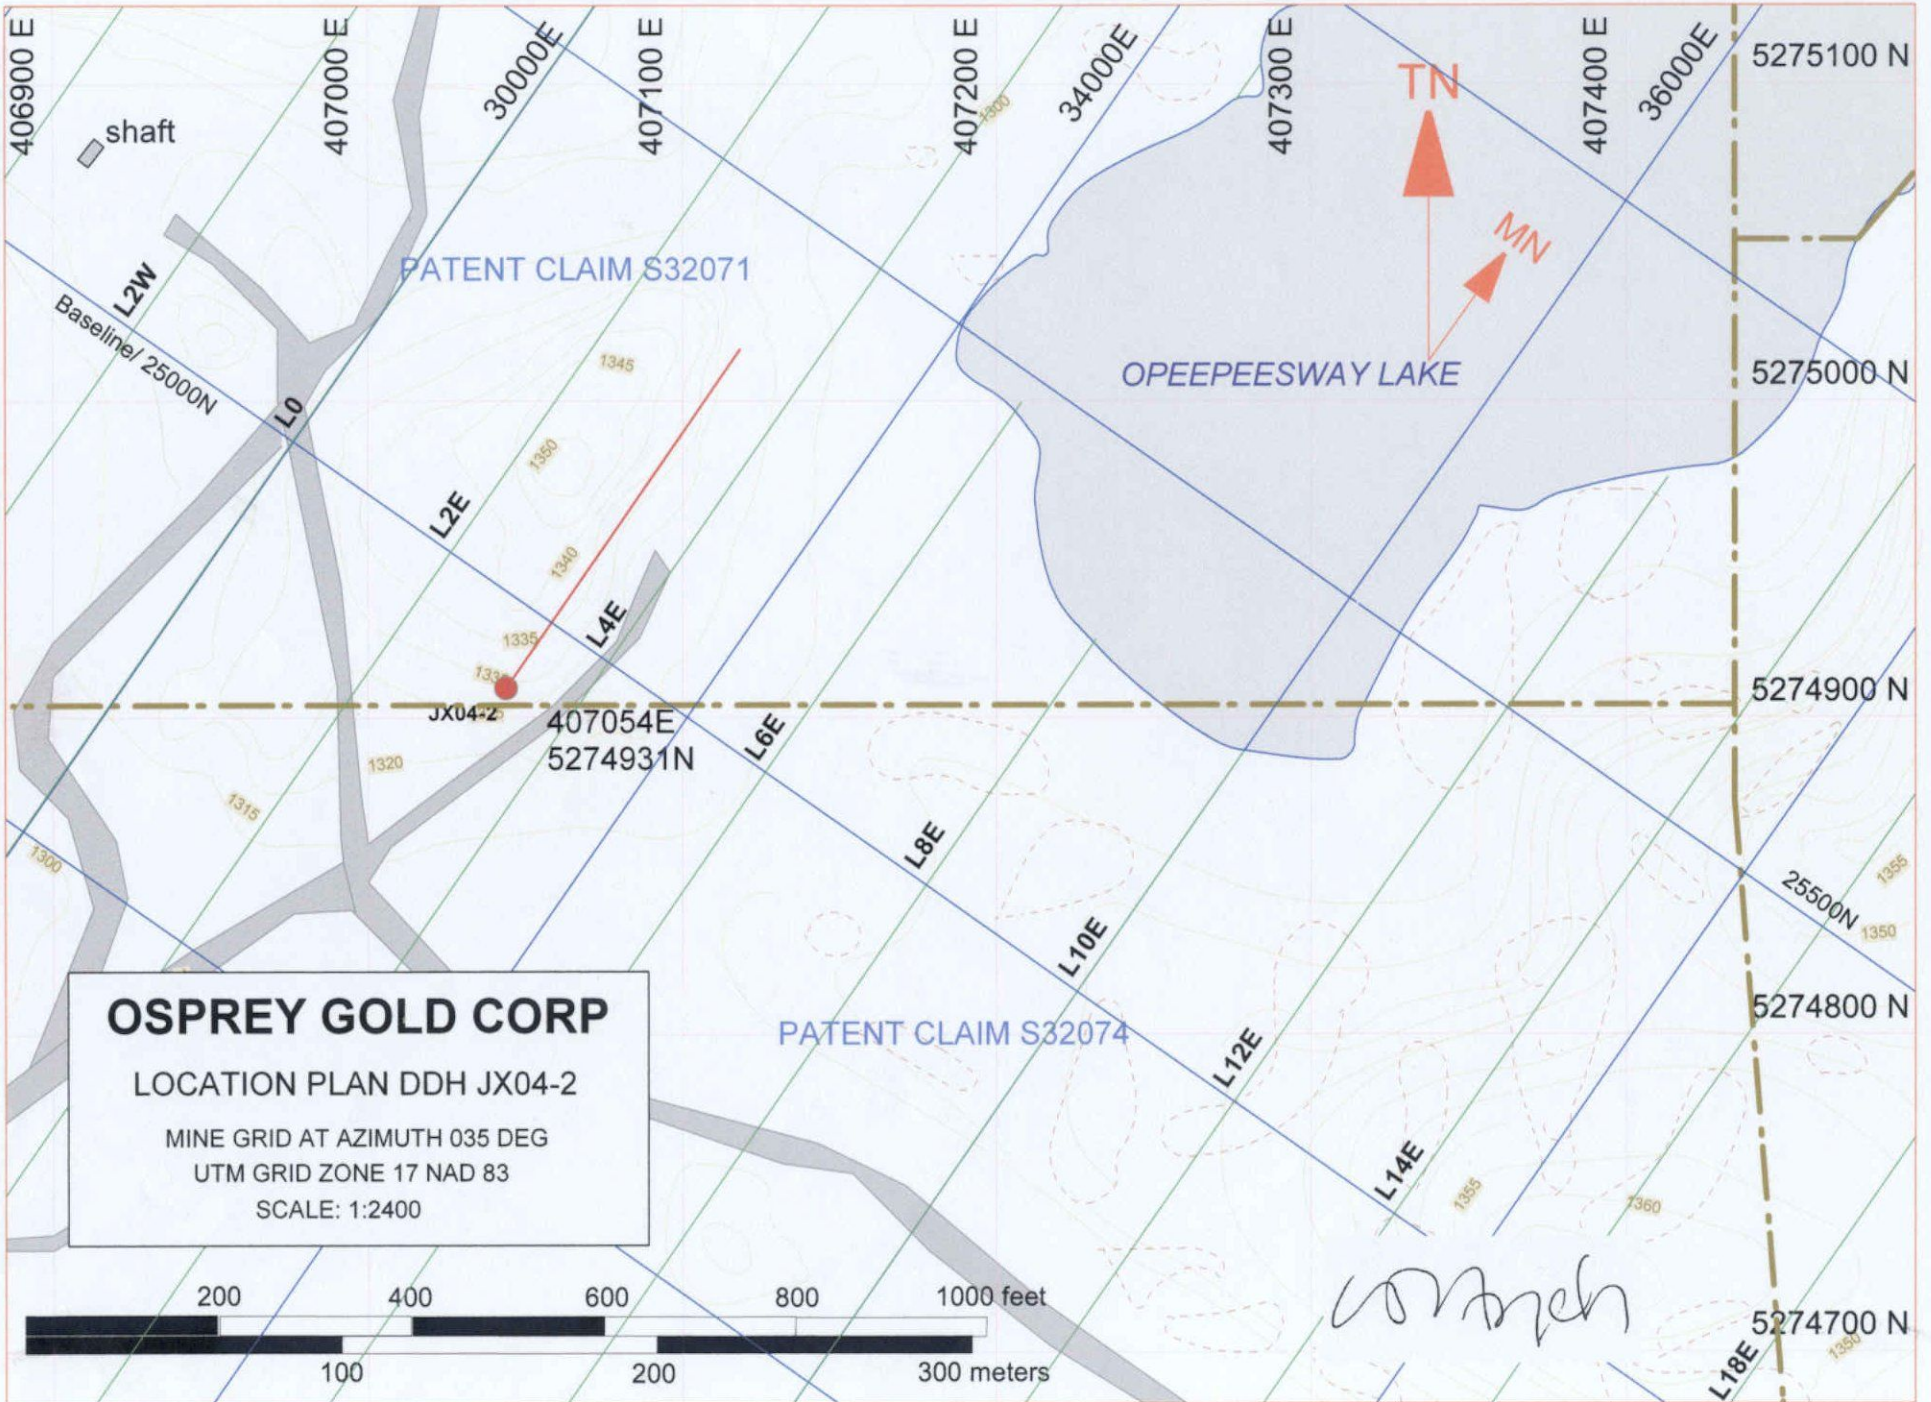 406900 E
407000 E
30000E
407100 E
407200 E
34000E
407300 E
407400 E
36000E
5275100 N
TN
MN
shaft
1300
PATENT CLAIM S32071
L2W
Baseline/ 25000N
1345
OPEEPEESWAY LAKE
5275000 N
L0
1350
L2E
1340
L4E
1335
JX04-2
407054E
5274931N
5274900 N
L6E
1320
1315
1300
L8E
1355
25500N
1350
L10E
OSPREY GOLD CORP
LOCATION PLAN DDH JX04-2
MINE GRID AT AZIMUTH 035 DEG
UTM GRID ZONE 17 NAD 83
SCALE: 1:2400
PATENT CLAIM S32074
5274800 N
L12E
L14E
1355
1360
200
400
600
800
1000 feet
100
200
300 meters
5274700 N
1350
L18E